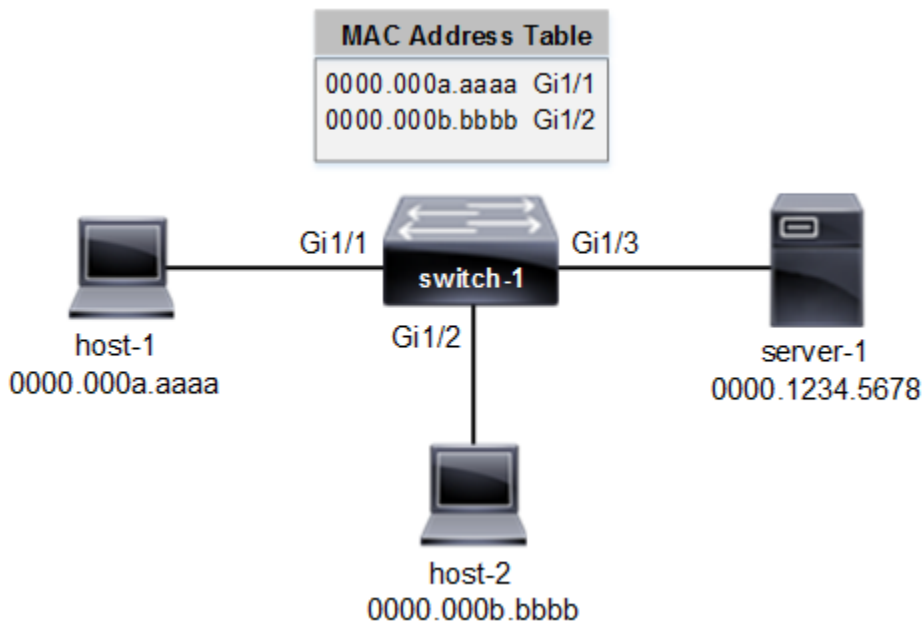 MAC Address Table
0000.000a.aaaa Gi1/1
0000.000b.bbbb Gi1/2
Gi1/1
Gi1/3
switch-1
Gi1/2
host-1
0000.000a.aaaa
server-1
0000.1234.5678
host-2
0000.000b.bbbb